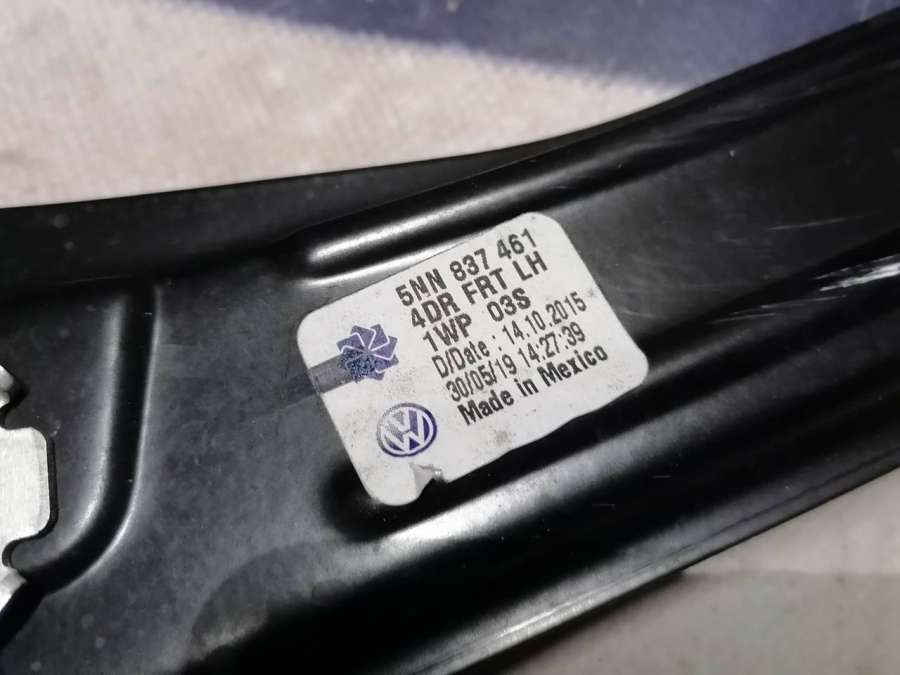 5NN 837 461
4DR FRT LH
1WP 03S
D/Date : 14.10.2015
30/05/19 14:27:39
Made in Mexico